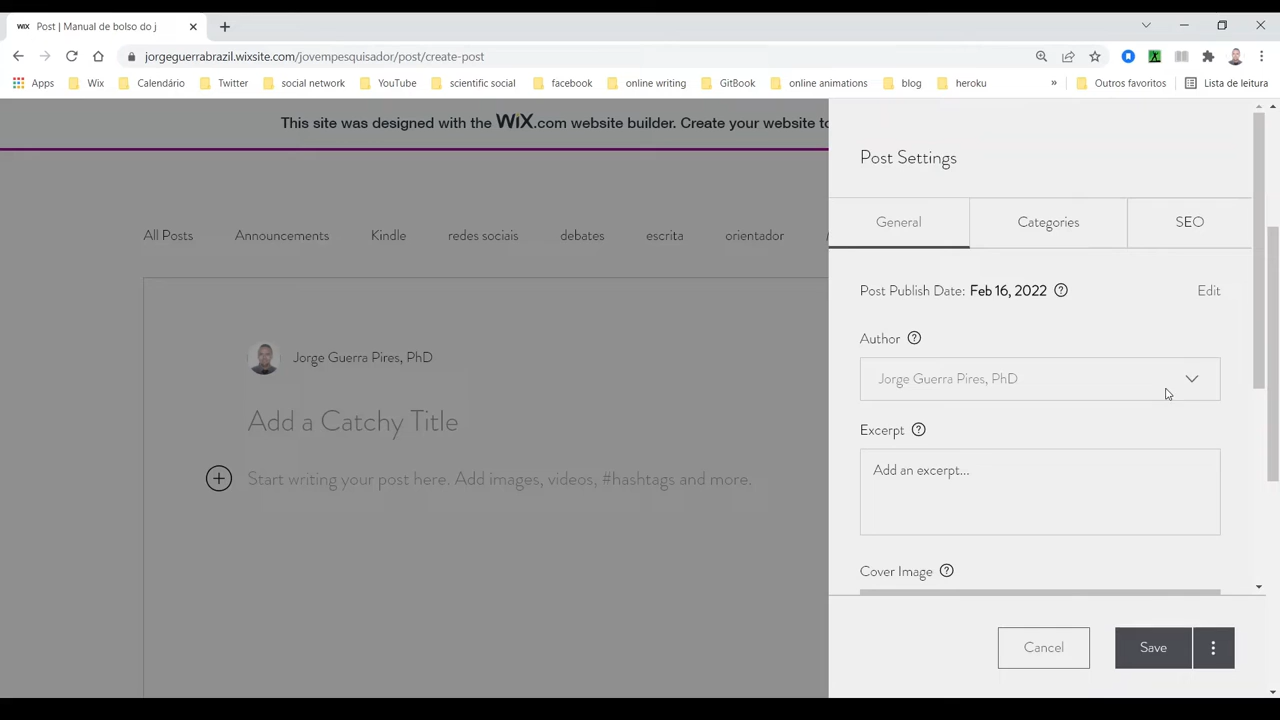 WIX Post | Manual de bolso do j
jorgeguerrabrazil.wixsite.com/jovempesquisador/post/create-post
Apps Wix Calendário Twitter social network YouTube scientific social facebook online writing GitBook online animations blog heroku » Outros favoritos Lista de leitura
This site was designed with the WiX.com website builder. Create your website to
Post Settings
General Categories SEO
All Posts Announcements Kindle redes sociais debates escrita orientador
Post Publish Date: Feb 16, 2022 Edit
Author
Jorge Guerra Pires, PhD
Jorge Guerra Pires, PhD
Add a Catchy Title
Excerpt
Add an excerpt...
Start writing your post here. Add images, videos, #hashtags and more.
Cover Image
Cancel Save